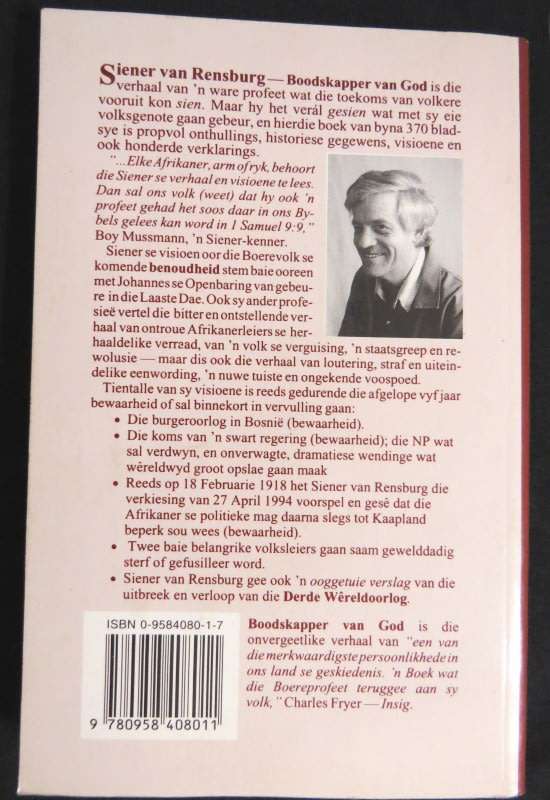 Siener van Rensburg — Boodskapper van God is die
verhaal van 'n ware profeet wat die toekoms van volkere
vooruit kon sien. Maar hy het verál gesien wat met sy eie
volksgenote gaan gebeur, en hierdie boek van byna 370 blad-
sye is propvol onthullings, historiese gegewens, visioene en
ook honderde verklarings.
"...Elke Afrikaner, arm of ryk, behoort
die Siener se verhaal en visioene te lees.
Dan sal ons volk (weet) dat hy ook 'n
profeet gehad het soos daar in ons By-
bels gelees kan word in 1 Samuel 9:9,"
Boy Mussmann, 'n Siener-kenner.
Siener se visioen oor die Boerevolk se
komende benoudheid stem baie ooreen
met Johannes se Openbaring van gebeu-
re in die Laaste Dae. Ook sy ander profe-
sieë vertel die bitter en ontstellende ver-
haal van ontroue Afrikanerleiers se her-
haaldelike verraad, van 'n volk se verguising, 'n staatsgreep en re-
wolusie — maar dis ook die verhaal van loutering, straf en uitein-
delike eenwording, 'n nuwe tuiste en ongekende voospoed.
Tientalle van sy visioene is reeds gedurende die afgelope vyf jaar
bewaarheid of sal binnekort in vervulling gaan:
• Die burgeroorlog in Bosnië (bewaarheid).
• Die koms van 'n swart regering (bewaarheid); die NP wat
sal verdwyn, en onverwagte, dramatiese wendinge wat
wêreldwyd groot opslae gaan maak
• Reeds op 18 Februarie 1918 het Siener van Rensburg die
verkiesing van 27 April 1994 voorspel en gesê dat die
Afrikaner se politieke mag daarna slegs tot Kaapland
beperk sou wees (bewaarheid).
• Twee baie belangrike volksleiers gaan saam gewelddadig
sterf of gefusilleer word.
• Siener van Rensburg gee ook 'n ooggetuie verslag van die
uitbreek en verloop van die Derde Wêreldoorlog.
ISBN 0-9584080-1-7
9 780958 408011
Boodskapper van God is die
onvergeetlike verhaal van "een van
die merkwaardigste persoonlikhede in
ons land se geskiedenis. 'n Boek wat
die Boereprofeet teruggee aan sy
volk," Charles Fryer — Insig.